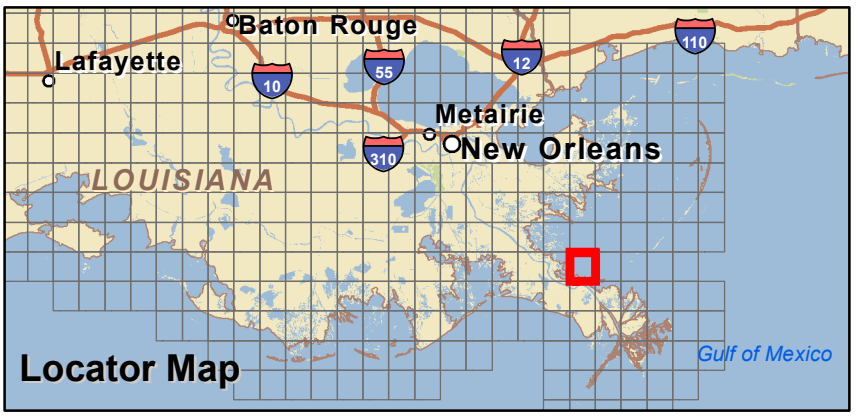 Baton Rouge
110
Lafayette
55
12
10
Metairie
310
New Orleans
LOUISIANA
Gulf of Mexico
Locator Map